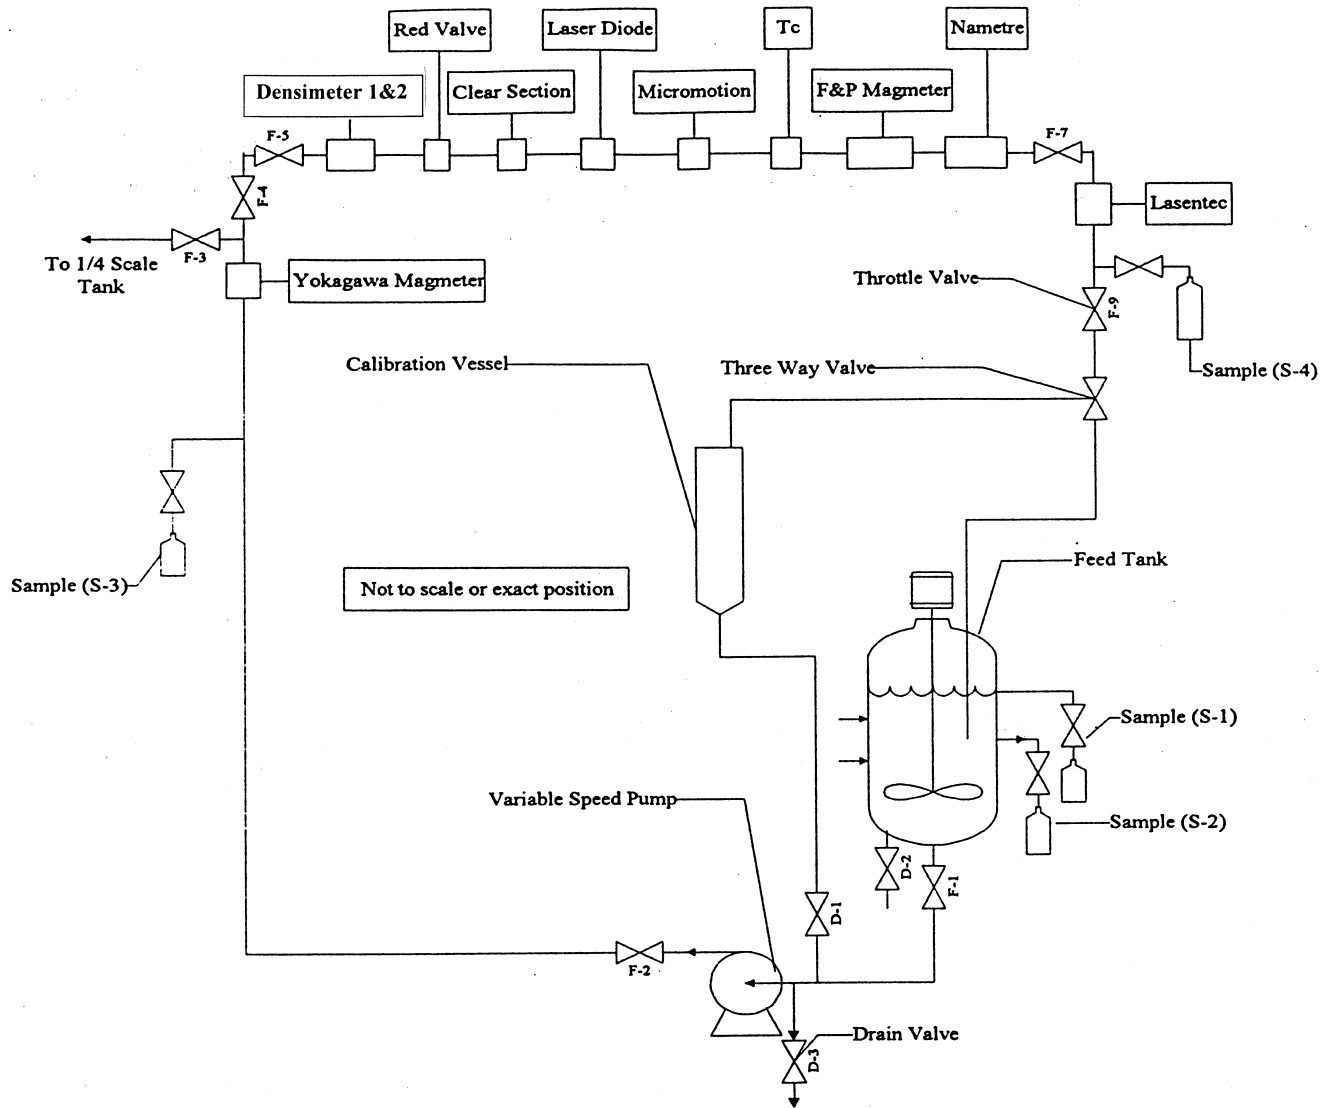 Red Valve
Laser Diode
Tc
Nametre
Densimeter 1&2
Clear Section
Micromotion
F&P Magmeter
F-5
F-7
F-4
Lasentec
F-3
To 1/4 Scale
Tank
Yokagawa Magmeter
Throttle Valve
F-9
Calibration Vessel
Three Way Valve
Sample (S-4)
Sample (S-3)
Not to scale or exact position
Feed Tank
Sample (S-1)
Variable Speed Pump
Sample (S-2)
D-2
F-1
D-1
F-2
Drain Valve
D-3